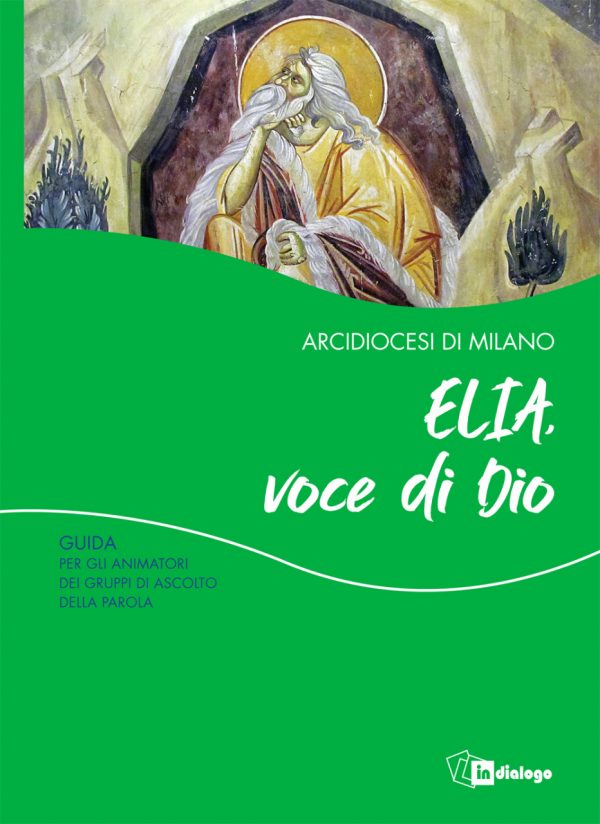 ARCIDIOCESI DI MILANO
ELIA,
voce di Dio
GUIDA
PER GLI ANIMATORI
DEI GRUPPI DI ASCOLTO
DELLA PAROLA
in dialogo